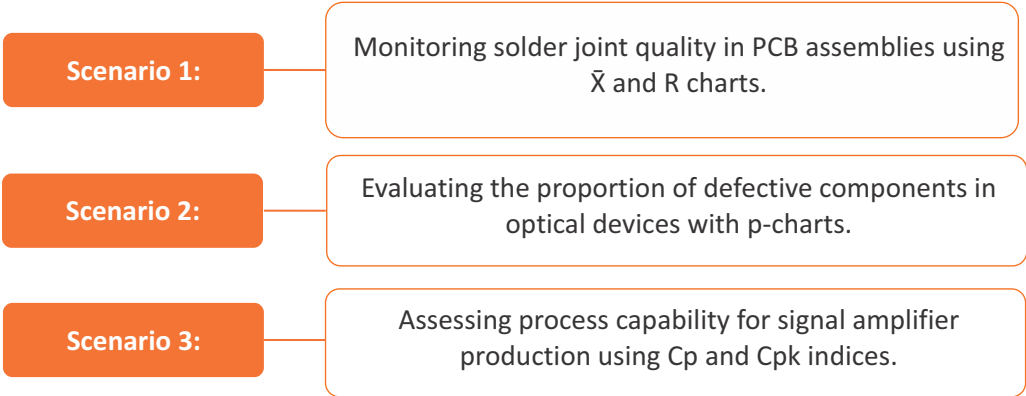 Scenario 1:
Monitoring solder joint quality in PCB assemblies using
X̄ and R charts.
Scenario 2:
Evaluating the proportion of defective components in
optical devices with p-charts.
Scenario 3:
Assessing process capability for signal amplifier
production using Cp and Cpk indices.